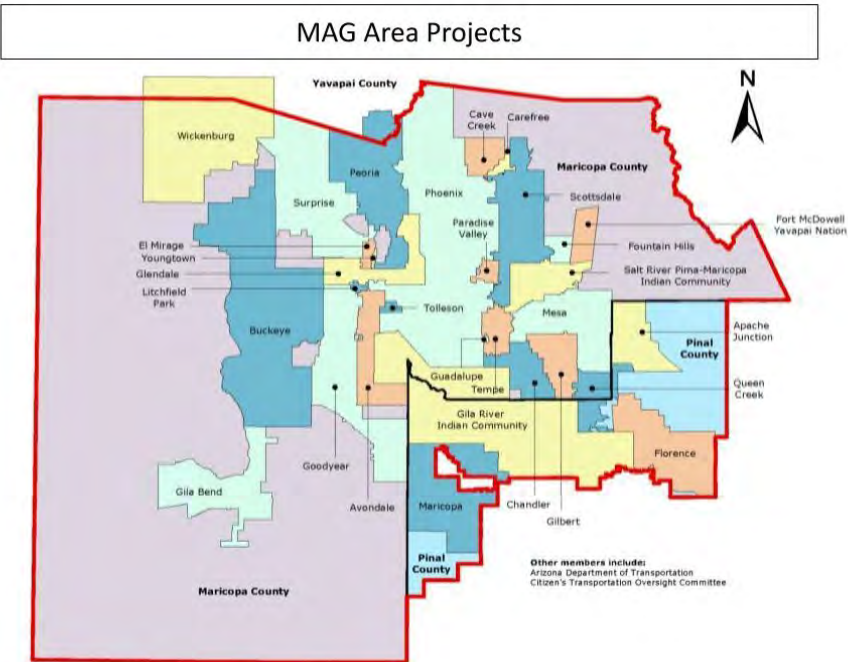 MAG Area Projects
Yavapai County
N
Wickenburg
Cave
Creek
Carefree
Peoria
Maricopa County
Phoenix
Scottsdale
Surprise
Paradise
Valley
Fort McDowell
Yavapai Nation
El Mirage
Fountain Hills
Youngtown
Glendale
Salt River Pima-Maricopa
Indian Community
Litchfield
Park
Tolleson
Mesa
Buckeye
Apache
Junction
Pinal
County
Guadalupe
Tempe
Queen
Creek
Gila River
Indian Community
Florence
Goodyear
Gila Bend
Avondale
Maricopa
Chandler
Gilbert
Pinal
County
Other members include:
Arizona Department of Transportation
Citizen's Transportation Oversight Committee
Maricopa County